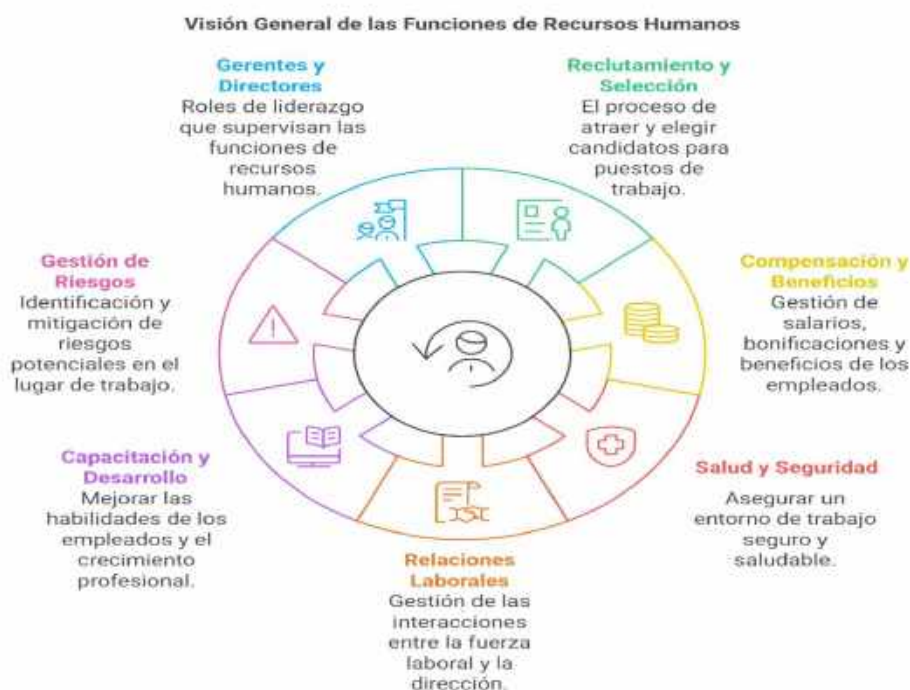 Visión General de las Funciones de Recursos Humanos
Gerentes y
Directores
Roles de liderazgo
que supervisan las
funciones de
recursos
humanos.
Reclutamiento y
Selección
El proceso de
atraer y elegir
candidatos para
puestos de
trabajo.
Gestión de
Riesgos
Identificación y
mitigación de
riesgos
potenciales en el
lugar de trabajo.
Compensación y
Beneficios
Gestión de
salarios,
bonificaciones y
beneficios de los
empleados.
Capacitación y
Desarrollo
Mejorar las
habilidades de los
empleados y el
crecimiento
profesional.
Salud y Seguridad
Asegurar un
entorno de trabajo
seguro y
saludable.
Relaciones
Laborales
Gestión de las
interacciones
entre la fuerza
laboral y la
dirección.